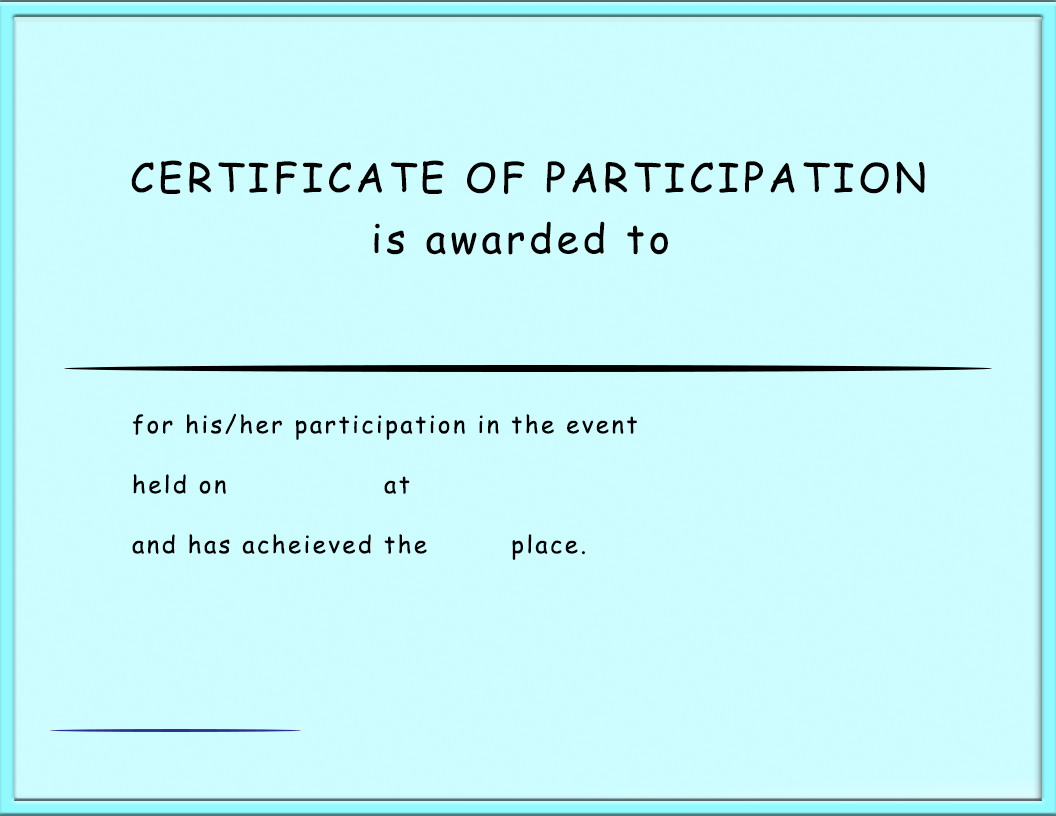 CERTIFICATE OF PARTICIPATION
is awarded to
for his/her participation in the event
held on at
and has acheieved the place.